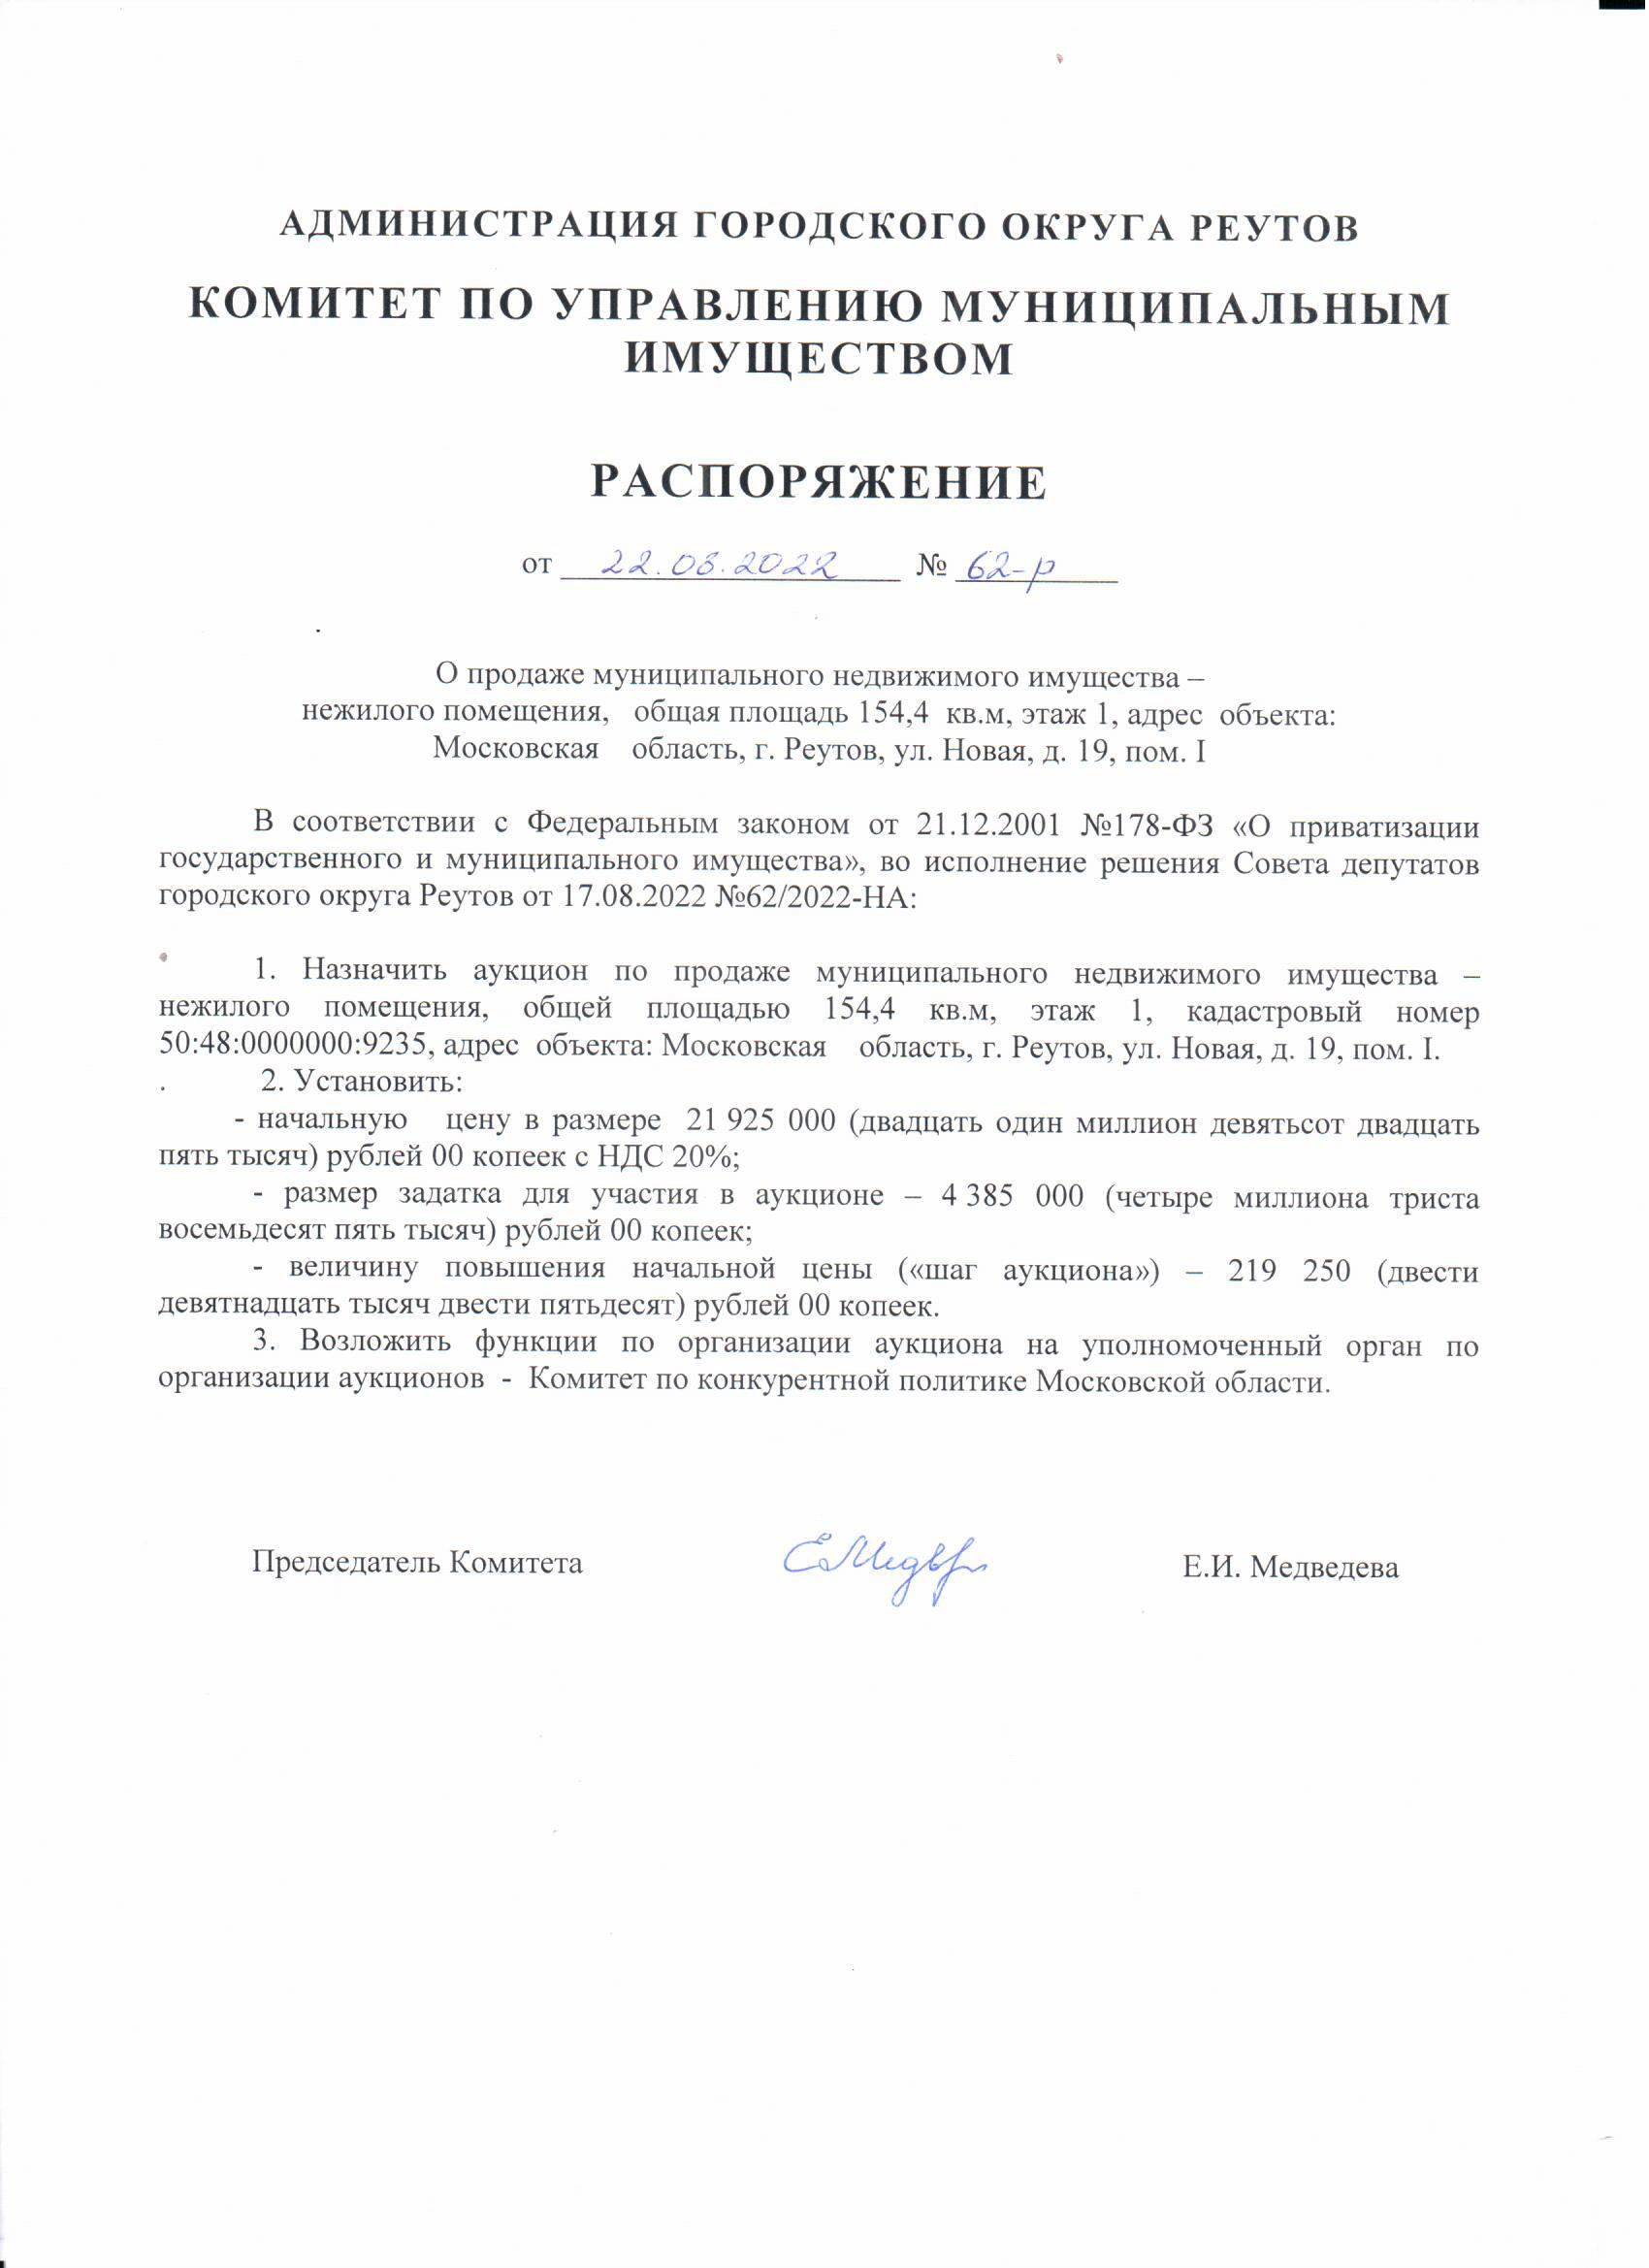 АДМИНИСТРАЦИЯ ГОРОДСКОГО ОКРУГА РЕУТОВ
КОМИТЕТ ПО УПРАВЛЕНИЮ МУНИЦИПАЛЬНЫМ
ИМУЩЕСТВОМ
РАСПОРЯЖЕНИЕ
от 22.08.2022 № 62-р
О продаже муниципального недвижимого имущества –
нежилого помещения, общая площадь 154,4 кв.м, этаж 1, адрес объекта:
Московская область, г. Реутов, ул. Новая, д. 19, пом. I
В соответствии с Федеральным законом от 21.12.2001 №178-ФЗ «О приватизации
государственного и муниципального имущества», во исполнение решения Совета депутатов
городского округа Реутов от 17.08.2022 №62/2022-НА:
1. Назначить аукцион по продаже муниципального недвижимого имущества –
нежилого помещения, общей площадью 154,4 кв.м, этаж 1, кадастровый номер
50:48:0000000:9235, адрес объекта: Московская область, г. Реутов, ул. Новая, д. 19, пом. I.
. 2. Установить:
- начальную цену в размере 21 925 000 (двадцать один миллион девятьсот двадцать
пять тысяч) рублей 00 копеек с НДС 20%;
- размер задатка для участия в аукционе – 4 385 000 (четыре миллиона триста
восемьдесят пять тысяч) рублей 00 копеек;
- величину повышения начальной цены («шаг аукциона») – 219 250 (двести
девятнадцать тысяч двести пятьдесят) рублей 00 копеек.
3. Возложить функции по организации аукциона на уполномоченный орган по
организации аукционов - Комитет по конкурентной политике Московской области.
Председатель Комитета Е.И. Медведева